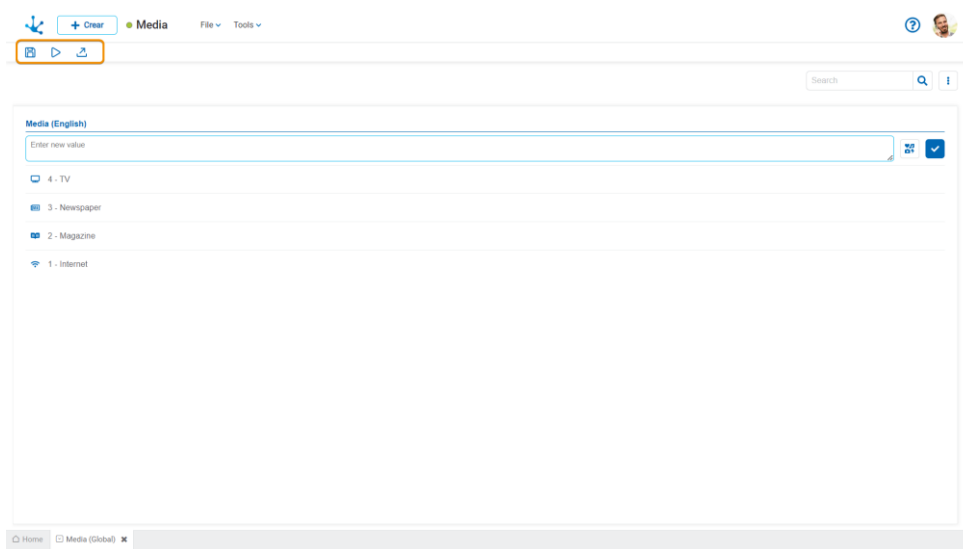 Crear
Media
File
Tools
Search
Media (English)
Enter new value
4 - TV
3 - Newspaper
2 - Magazine
1 - Internet
Home
Media (Global)